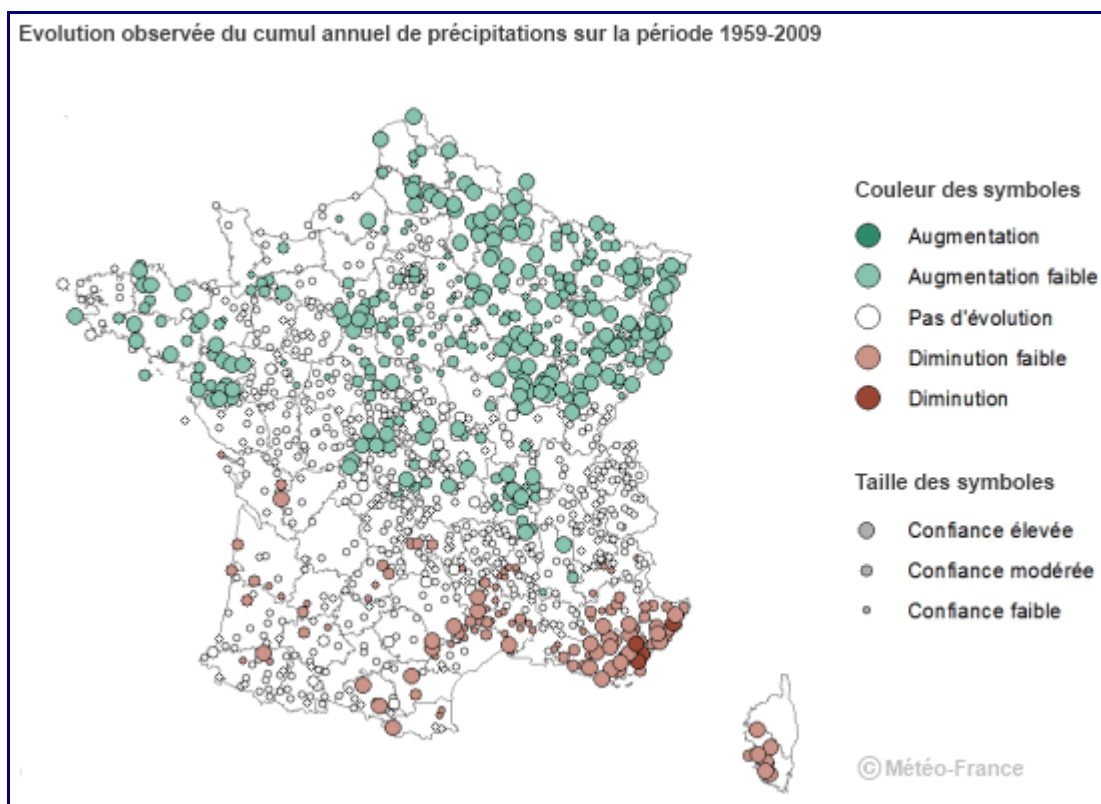 Evolution observée du cumul annuel de précipitations sur la période 1959-2009
Couleur des symboles
Augmentation
Augmentation faible
Pas d'évolution
Diminution faible
Diminution
Taille des symboles
Confiance élevée
Confiance modérée
Confiance faible
© Météo-France